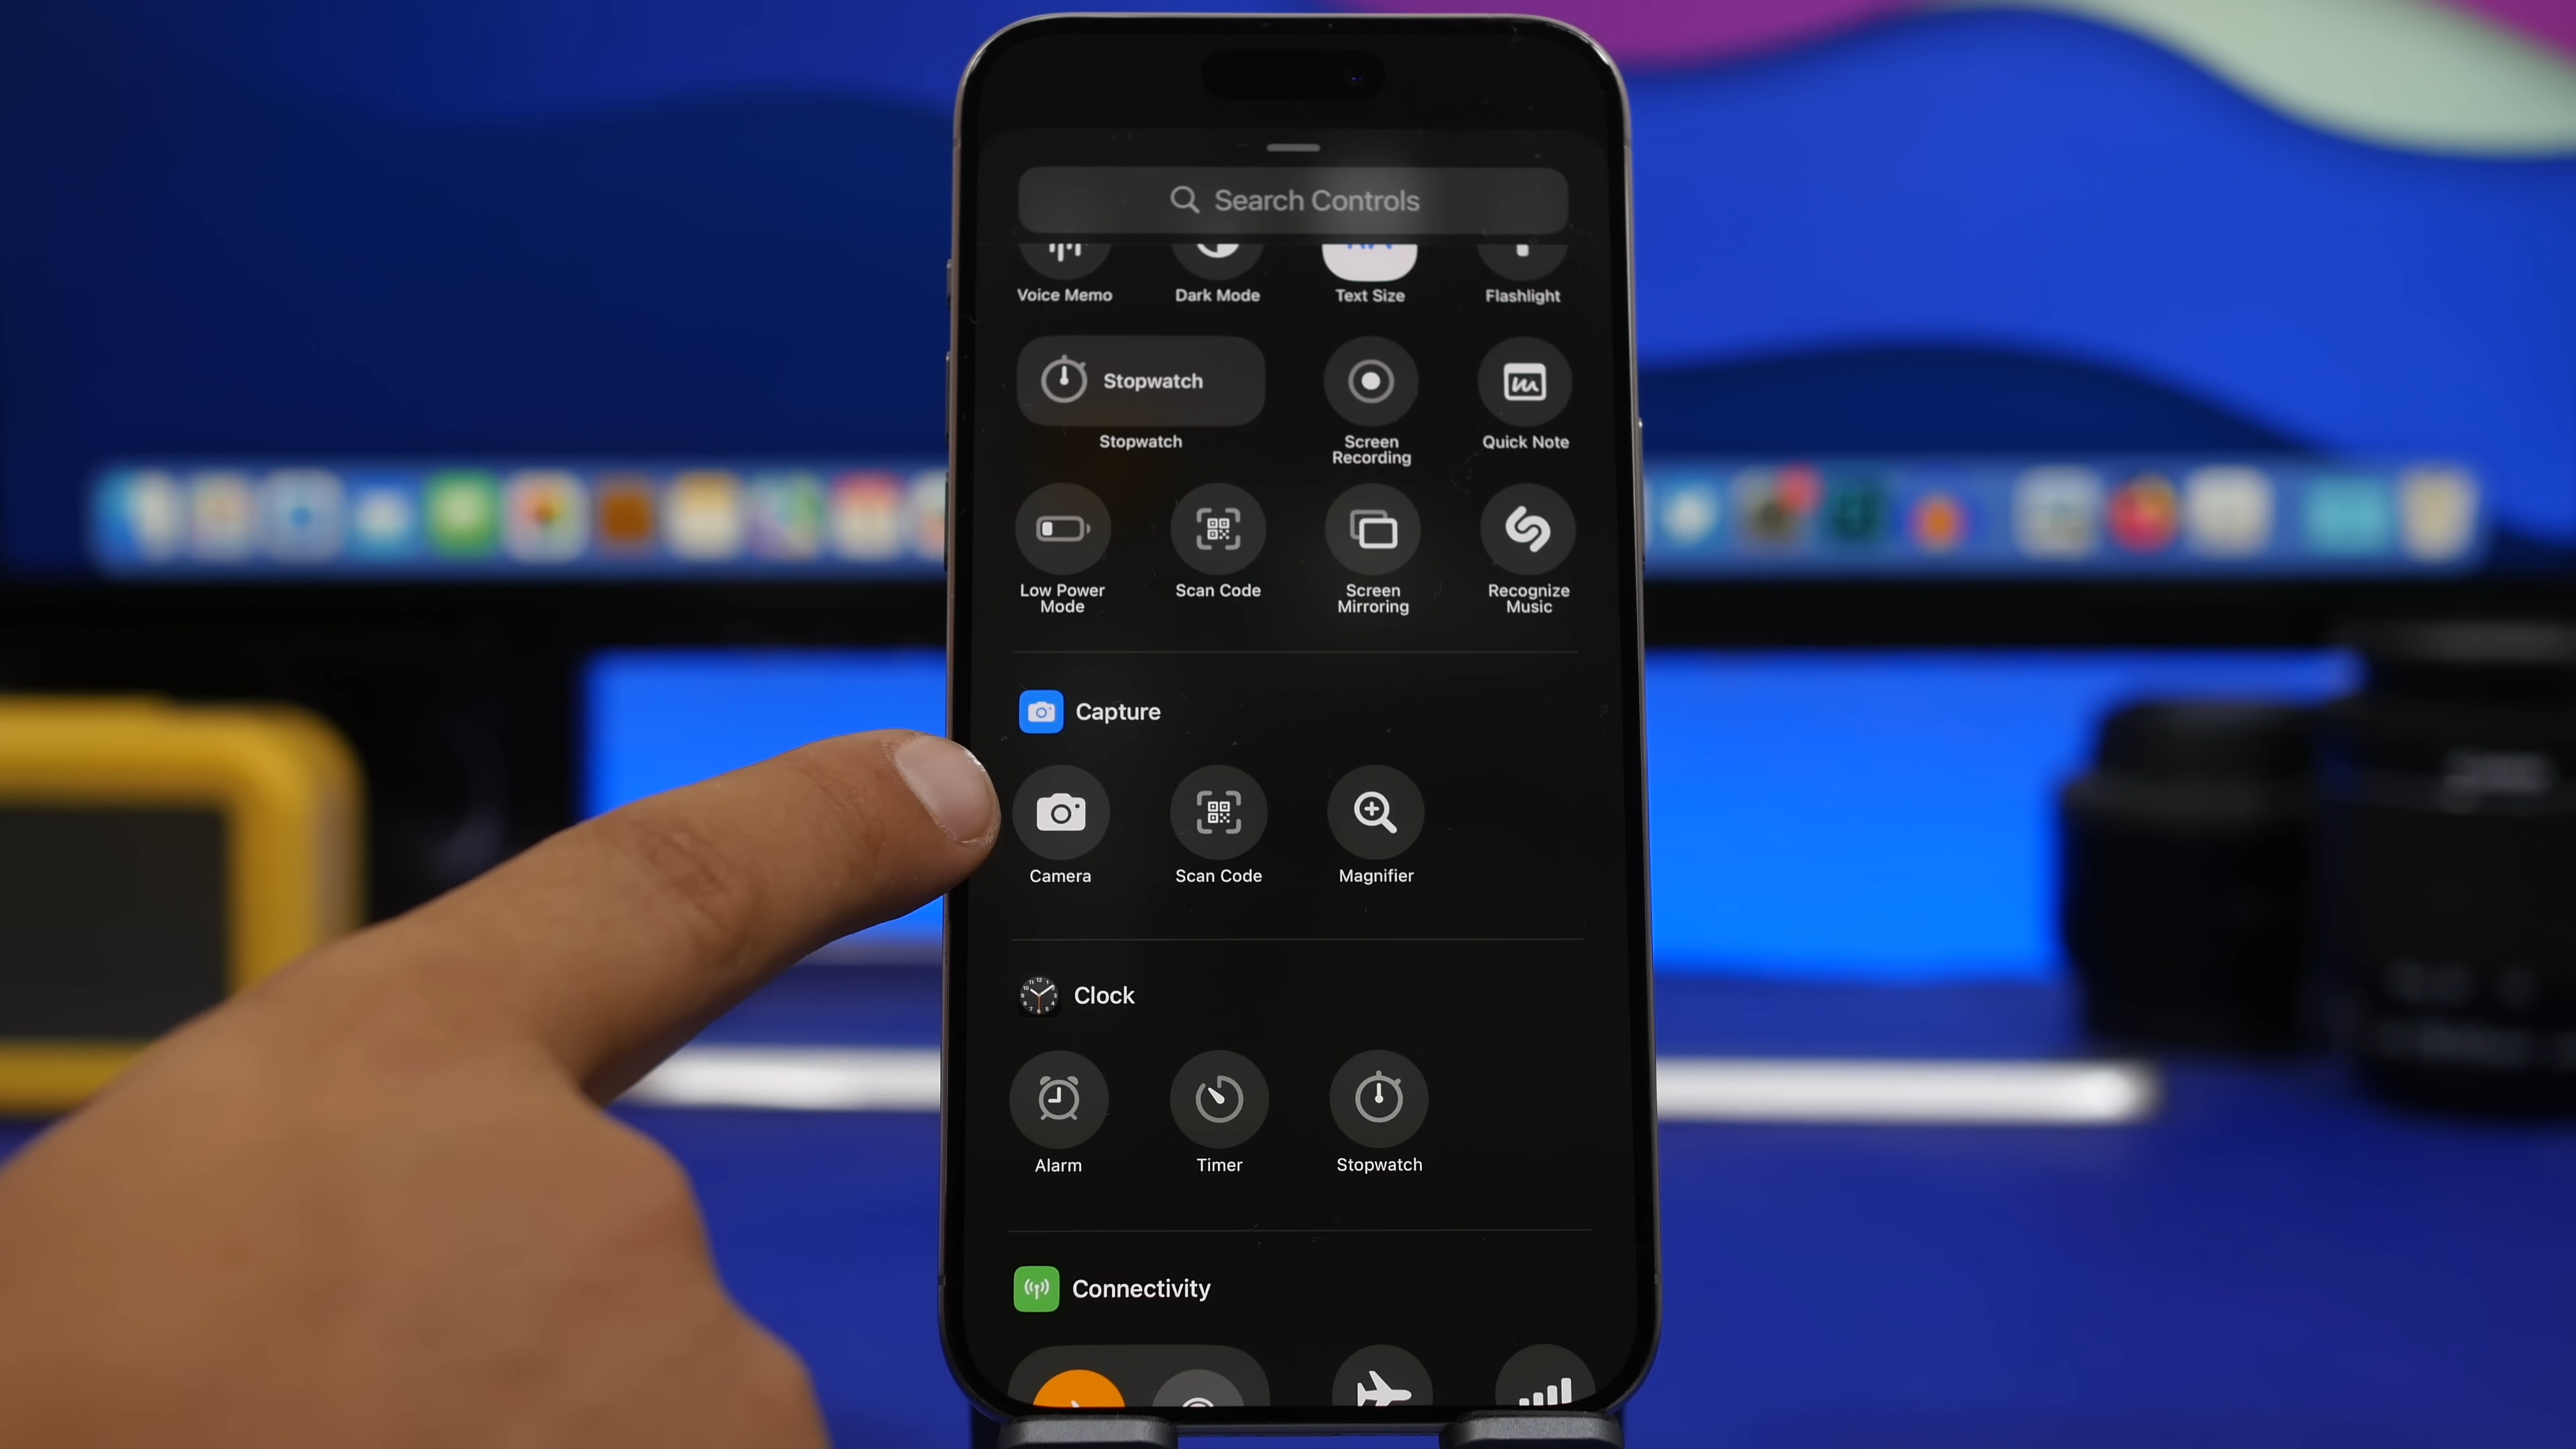 Search Controls
Voice Memo Dark Mode Text Size Flashlight
Stopwatch
Stopwatch Screen Recording Quick Note
Low Power Mode Scan Code Screen Mirroring Recognize Music
Capture
Camera Scan Code Magnifier
Clock
Alarm Timer Stopwatch
Connectivity